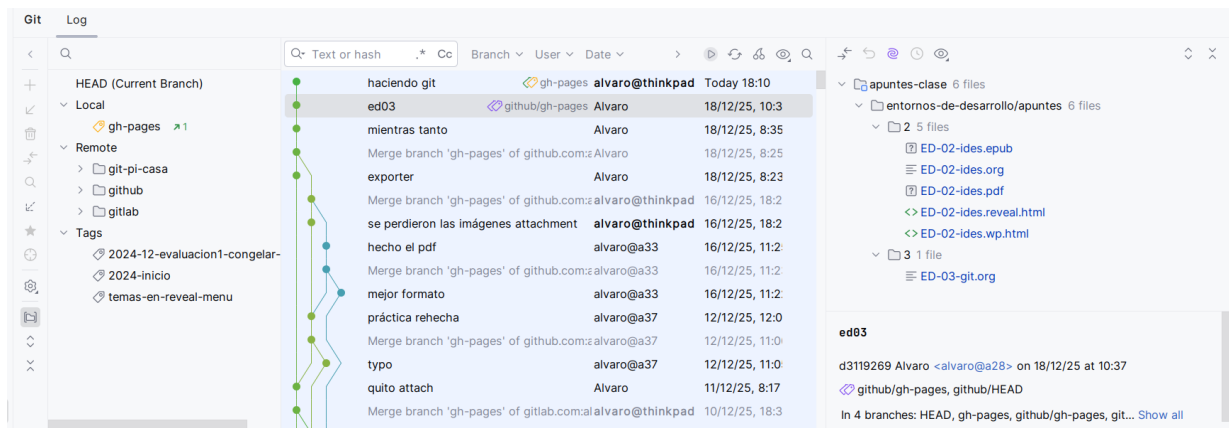 Git Log
Text or hash .* Cc Branch User Date
HEAD (Current Branch)
Local
gh-pages 1
Remote
git-pi-casa
github
gitlab
Tags
2024-12-evaluacion1-congelar-
2024-inicio
temas-en-reveal-menu
haciendo git gh-pages alvaro@thinkpad Today 18:10
ed03 github/gh-pages Alvaro 18/12/25, 10:3
mientras tanto Alvaro 18/12/25, 8:35
Merge branch 'gh-pages' of github.com:a Alvaro 18/12/25, 8:25
exporter Alvaro 18/12/25, 8:23
Merge branch 'gh-pages' of github.com:a alvaro@thinkpad 16/12/25, 18:2
se perdieron las imágenes attachment alvaro@thinkpad 16/12/25, 18:2
hecho el pdf alvaro@a33 16/12/25, 11:2
Merge branch 'gh-pages' of github.com:a alvaro@a33 16/12/25, 11:2
mejor formato alvaro@a33 16/12/25, 11:2
práctica rehecha alvaro@a37 12/12/25, 12:0
Merge branch 'gh-pages' of github.com:a alvaro@a37 12/12/25, 11:0
typo alvaro@a37 12/12/25, 11:0
quito attach Alvaro 11/12/25, 8:17
Merge branch 'gh-pages' of gitlab.com:al alvaro@thinkpad 10/12/25, 18:3
apuntes-clase 6 files
entornos-de-desarrollo/apuntes 6 files
2 5 files
ED-02-ides.epub
ED-02-ides.org
ED-02-ides.pdf
ED-02-ides.reveal.html
ED-02-ides.wp.html
3 1 file
ED-03-git.org
ed03
d3119269 Alvaro <alvaro@a28> on 18/12/25 at 10:37
github/gh-pages, github/HEAD
In 4 branches: HEAD, gh-pages, github/gh-pages, git... Show all